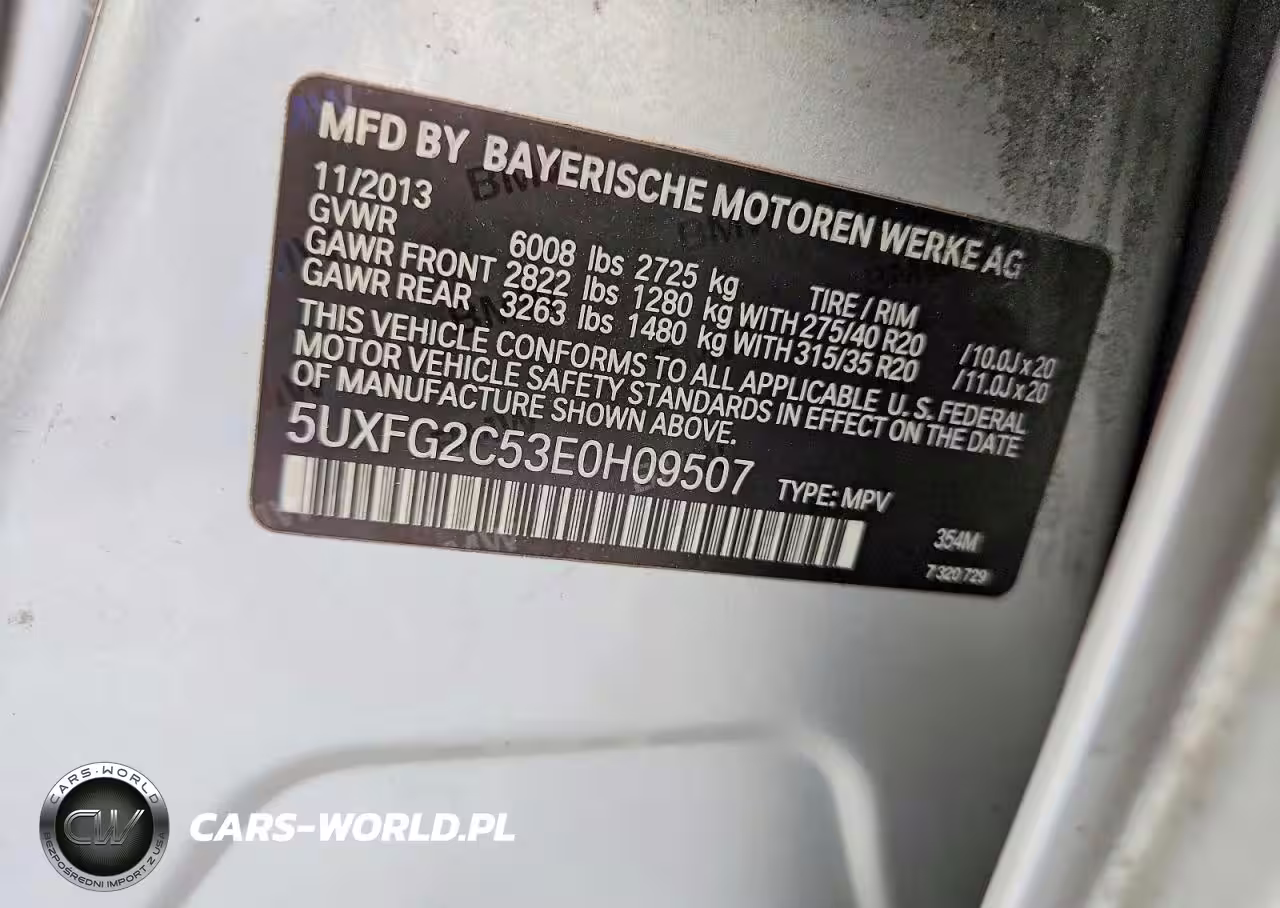 MFD BY BAYERISCHE MOTOREN WERKE AG
11/2013
GVWR 6008 lbs 2725 kg TIRE / RIM
GAWR FRONT 2822 lbs 1280 kg WITH 275/40 R20 /10.0J x 20
GAWR REAR 3263 lbs 1480 kg WITH 315/35 R20 /11.0J x 20
THIS VEHICLE CONFORMS TO ALL APPLICABLE U. S. FEDERAL
MOTOR VEHICLE SAFETY STANDARDS IN EFFECT ON THE DATE
OF MANUFACTURE SHOWN ABOVE.
5UXFG2C53E0H09507 TYPE: MPV
354M
7 320 729
CARS-WORLD
CW
BEZPOŚREDNI IMPORT Z USA
CARS-WORLD.PL